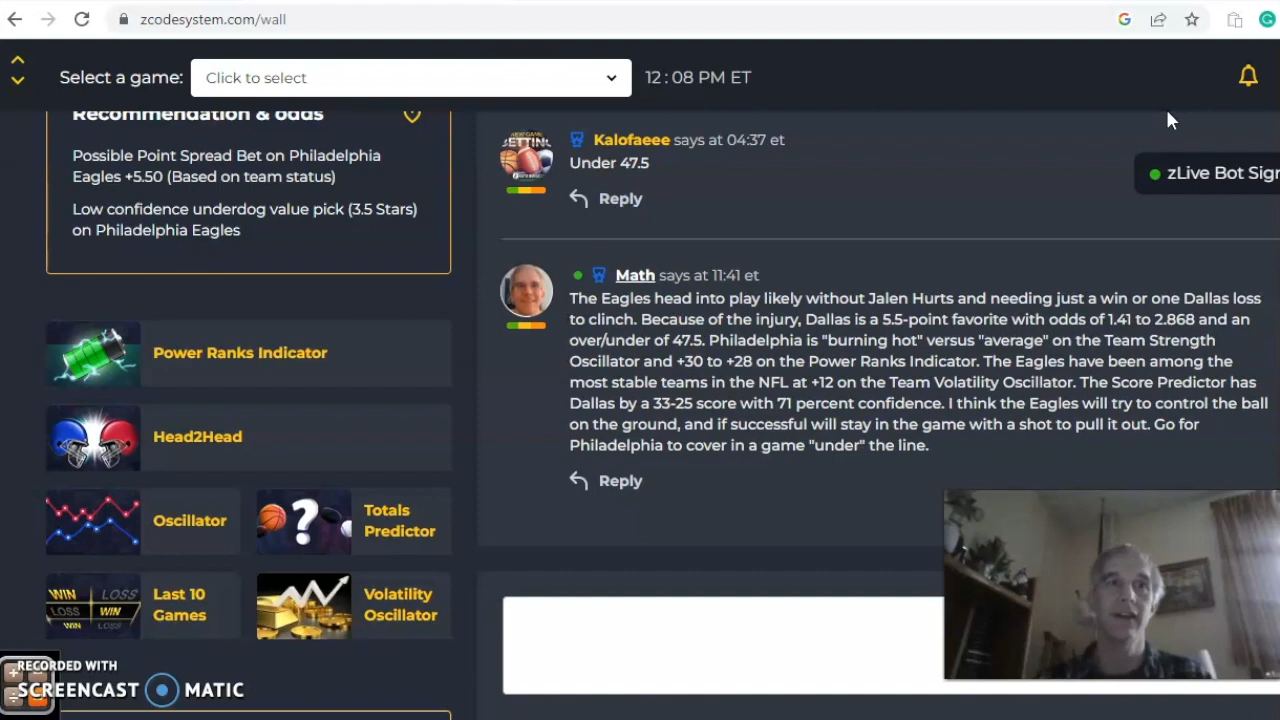 zcodesystem.com/wall
Select a game:
Click to select
12:08 PM ET
Recommendation & odds
Possible Point Spread Bet on Philadelphia
Eagles +5.50 (Based on team status)
Low confidence underdog value pick (3.5 Stars)
on Philadelphia Eagles
Power Ranks Indicator
Head2Head
Oscillator
Totals
Predictor
WIN LOSS
LOSS WIN
WIN LOSS
Last 10
Games
Volatility
Oscillator
Kalofaeee says at 04:37 et
Under 47.5
Reply
zLive Bot Sig
Math says at 11:41 et
The Eagles head into play likely without Jalen Hurts and needing just a win or one Dallas loss
to clinch. Because of the injury, Dallas is a 5.5-point favorite with odds of 1.41 to 2.868 and an
over/under of 47.5. Philadelphia is "burning hot" versus "average" on the Team Strength
Oscillator and +30 to +28 on the Power Ranks Indicator. The Eagles have been among the
most stable teams in the NFL at +12 on the Team Volatility Oscillator. The Score Predictor has
Dallas by a 33-25 score with 71 percent confidence. I think the Eagles will try to control the ball
on the ground, and if successful will stay in the game with a shot to pull it out. Go for
Philadelphia to cover in a game "under" the line.
Reply
RECORDED WITH
SCREENCAST MATIC